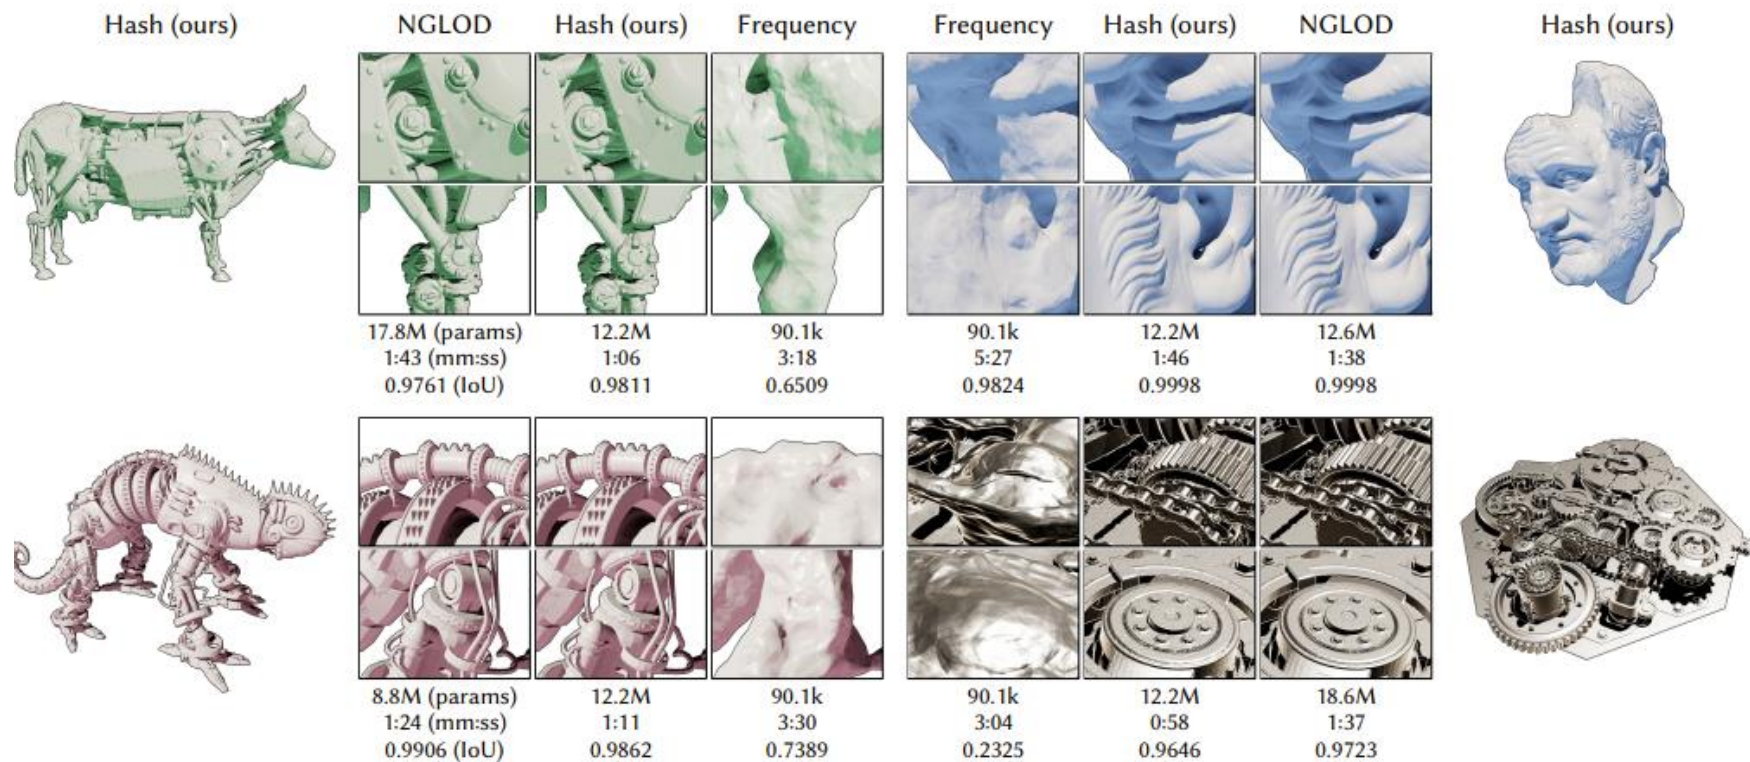 Hash (ours) NGLOD Hash (ours) Frequency Frequency Hash (ours) NGLOD Hash (ours)
17.8M (params) 12.2M 90.1k 90.1k 12.2M 12.6M
1:43 (mm:ss) 1:06 3:18 5:27 1:46 1:38
0.9761 (IoU) 0.9811 0.6509 0.9824 0.9998 0.9998
8.8M (params) 12.2M 90.1k 90.1k 12.2M 18.6M
1:24 (mm:ss) 1:11 3:30 3:04 0:58 1:37
0.9906 (IoU) 0.9862 0.7389 0.2325 0.9646 0.9723